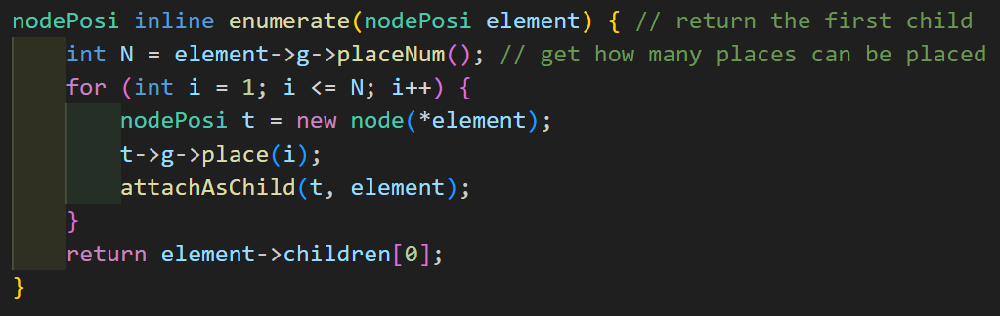 nodePosi inline enumerate(nodePosi element) { // return the first child
    int N = element->g->placeNum(); // get how many places can be placed
    for (int i = 1; i <= N; i++) {
        nodePosi t = new node(*element);
        t->g->place(i);
        attachAsChild(t, element);
    }
    return element->children[0];
}